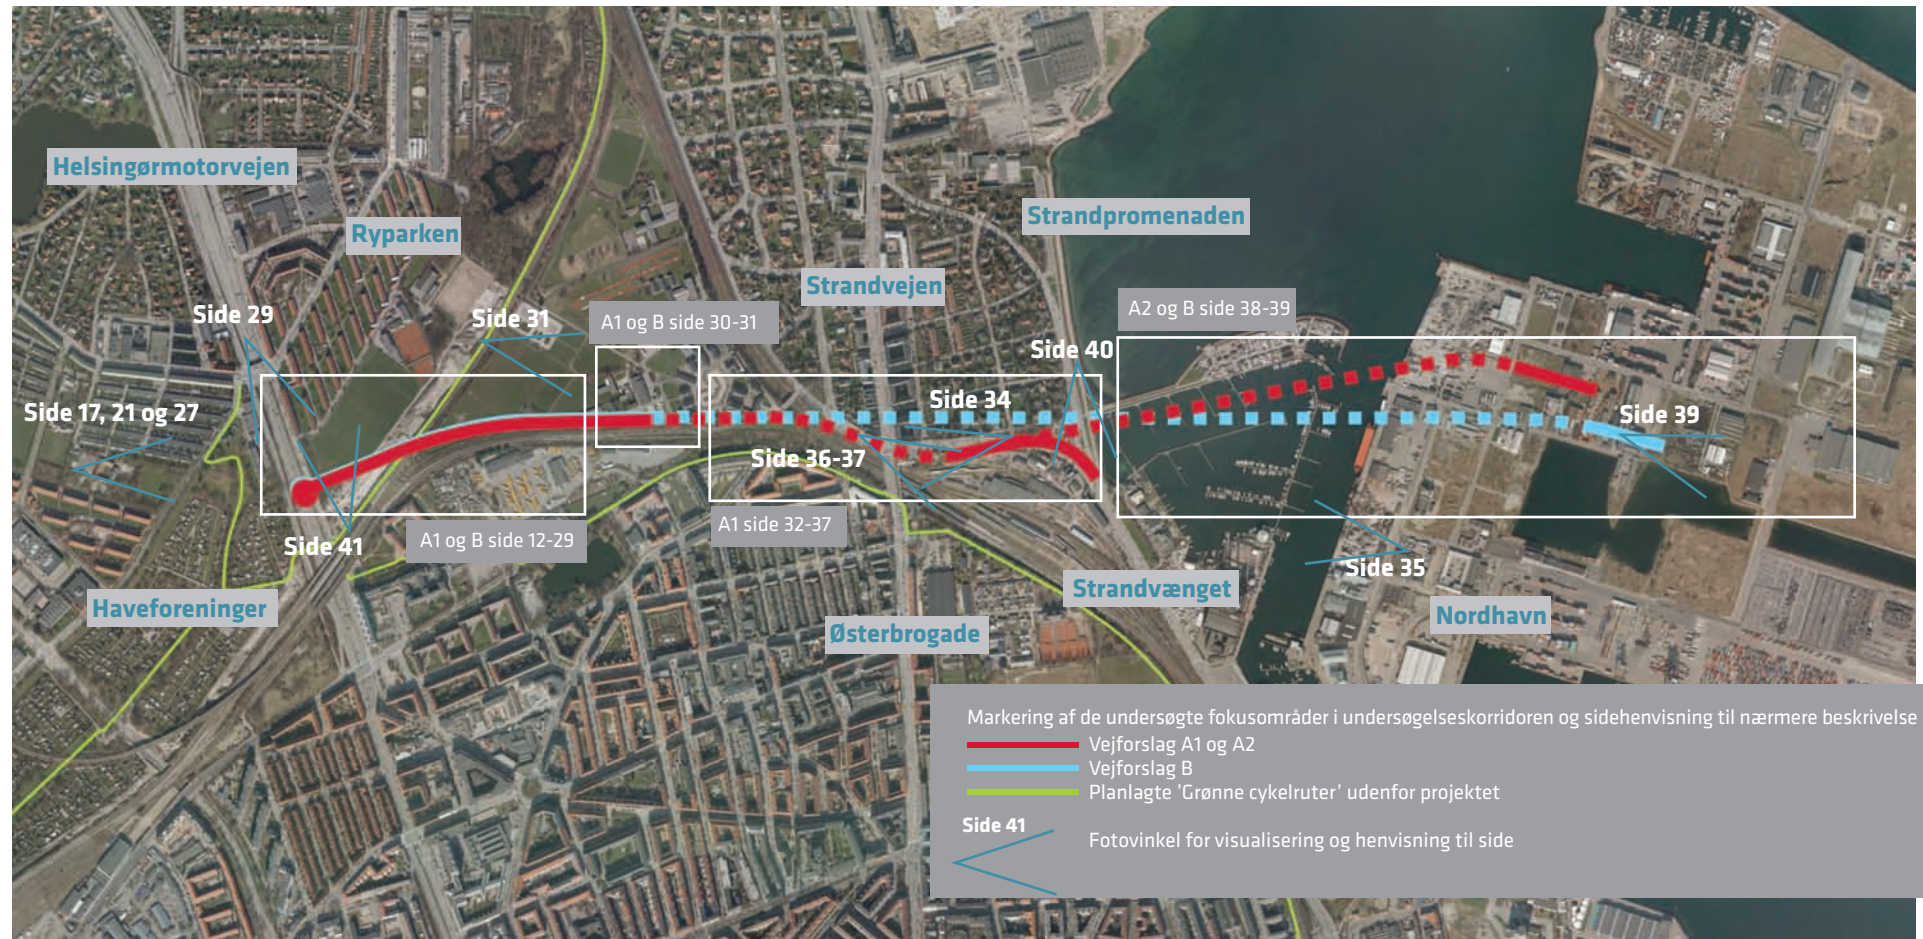 Helsingørmotorvejen
Ryparken
Strandpromenaden
Strandvejen
Side 29
Side 31
A1 og B side 30-31
A2 og B side 38-39
Side 40
Side 17, 21 og 27
Side 34
Side 39
Side 36-37
A1 side 32-37
Side 41
A1 og B side 12-29
Side 35
Haveforeninger
Strandvænget
Nordhavn
Østerbrogade
Markering af de undersøgte fokusområder i undersøgelseskorridoren og sidehenvisning til nærmere beskrivelse
Vejforslag A1 og A2
Vejforslag B
Planlagte ’Grønne cykelruter’ udenfor projektet
Side 41
Fotovinkel for visualisering og henvisning til side